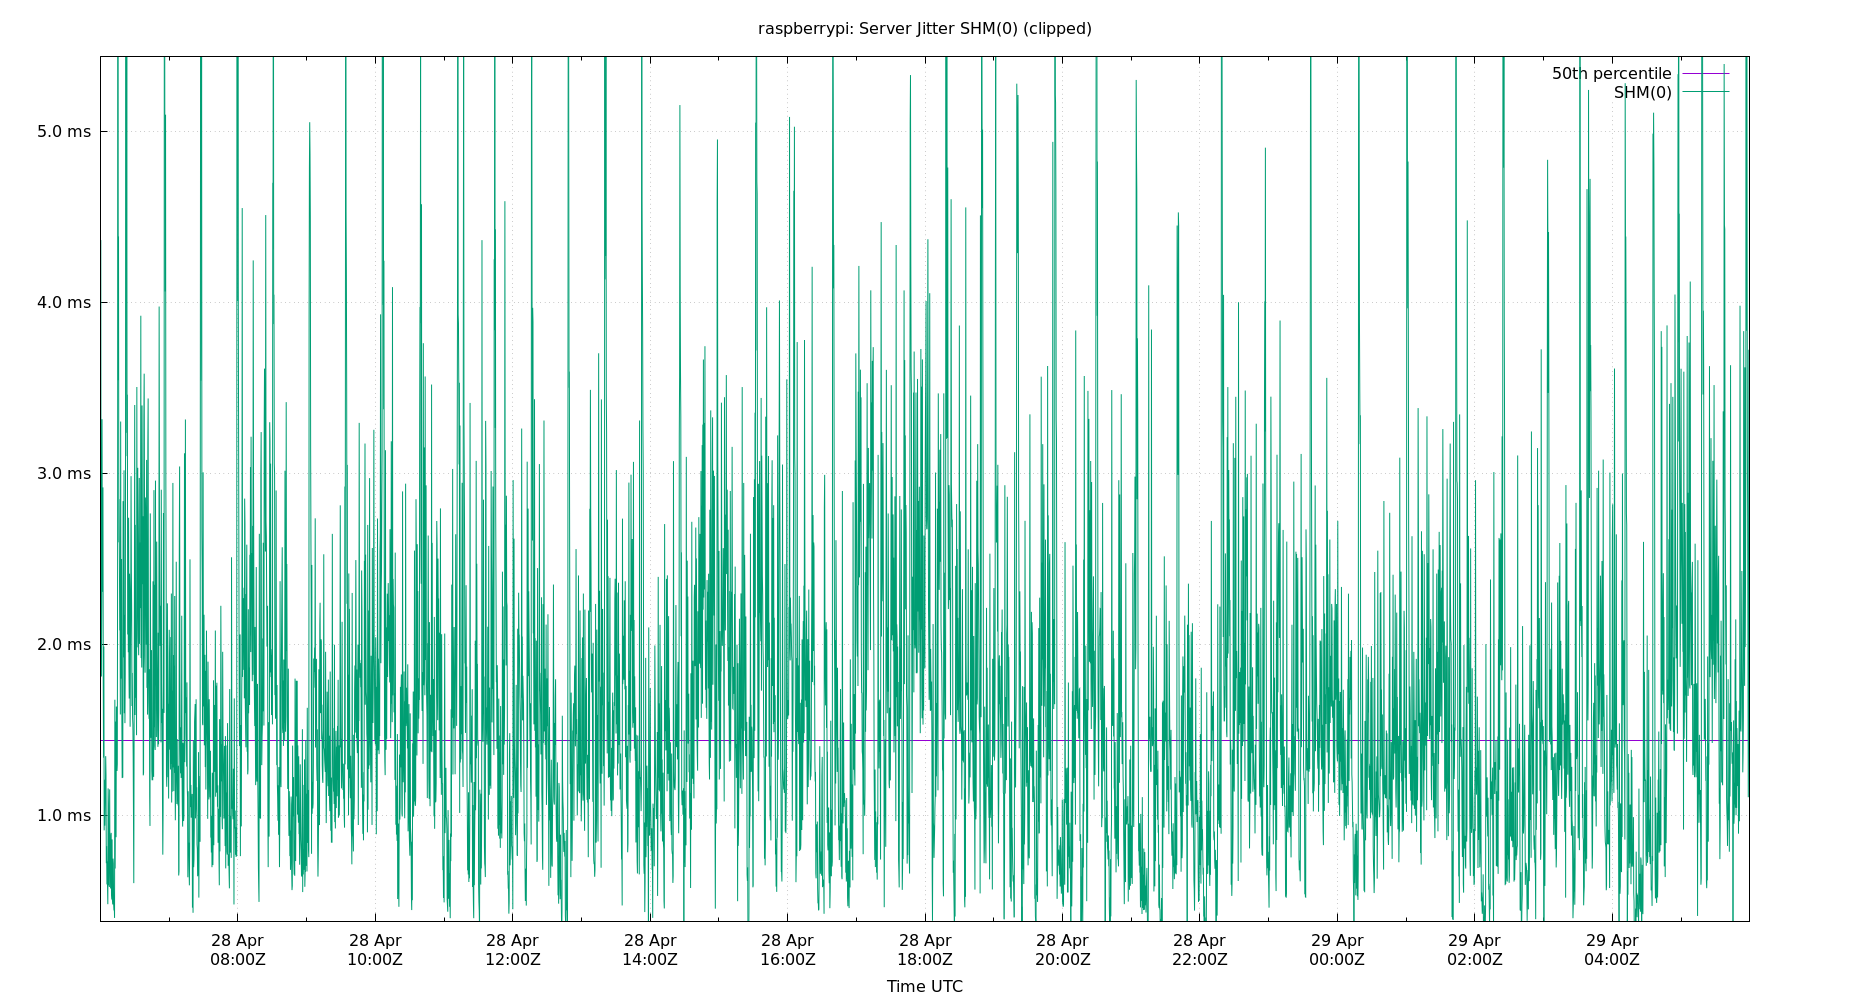 raspberrypi: Server Jitter SHM(0) (clipped)
50th percentile
SHM(0)
5.0 ms
4.0 ms
3.0 ms
2.0 ms
1.0 ms
28 Apr 28 Apr 28 Apr 28 Apr 28 Apr 28 Apr 28 Apr 28 Apr 29 Apr 29 Apr 29 Apr
08:00Z 10:00Z 12:00Z 14:00Z 16:00Z 18:00Z 20:00Z 22:00Z 00:00Z 02:00Z 04:00Z
Time UTC